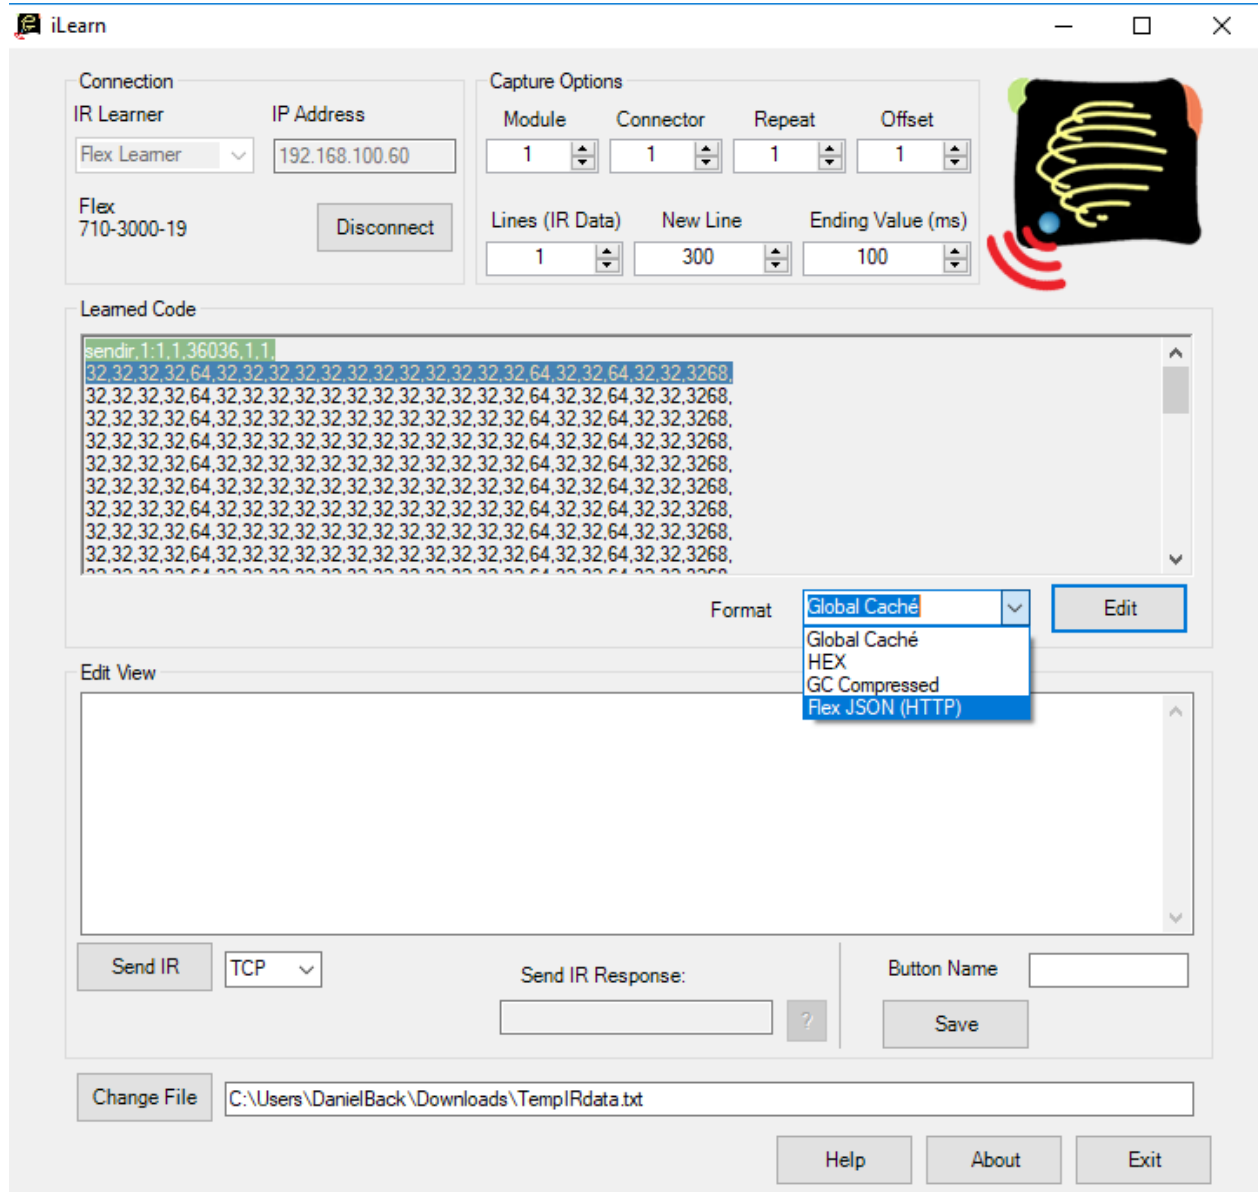 iLearn
Connection
IR Learner
IP Address
Flex Learner
192.168.100.60
Flex
710-3000-19
Disconnect
Capture Options
Module
Connector
Repeat
Offset
1
1
1
1
Lines (IR Data)
New Line
Ending Value (ms)
1
300
100
Learned Code
sendir,1:1,1,36036,1,1,
32,32,32,32,64,32,32,32,32,32,32,32,32,32,32,32,32,64,32,32,64,32,32,3268,
32,32,32,32,64,32,32,32,32,32,32,32,32,32,32,32,32,64,32,32,64,32,32,3268,
32,32,32,32,64,32,32,32,32,32,32,32,32,32,32,32,32,64,32,32,64,32,32,3268,
32,32,32,32,64,32,32,32,32,32,32,32,32,32,32,32,32,64,32,32,64,32,32,3268,
32,32,32,32,64,32,32,32,32,32,32,32,32,32,32,32,32,64,32,32,64,32,32,3268,
32,32,32,32,64,32,32,32,32,32,32,32,32,32,32,32,32,64,32,32,64,32,32,3268,
32,32,32,32,64,32,32,32,32,32,32,32,32,32,32,32,32,64,32,32,64,32,32,3268,
32,32,32,32,64,32,32,32,32,32,32,32,32,32,32,32,32,64,32,32,64,32,32,3268,
32,32,32,32,64,32,32,32,32,32,32,32,32,32,32,32,32,64,32,32,64,32,32,3268,
Format
Global Caché
Edit
Global Caché
HEX
GC Compressed
Flex JSON (HTTP)
Edit View
Send IR
TCP
Send IR Response:
?
Button Name
Save
Change File
C:\Users\DanielBack\Downloads\TempIRdata.txt
Help
About
Exit